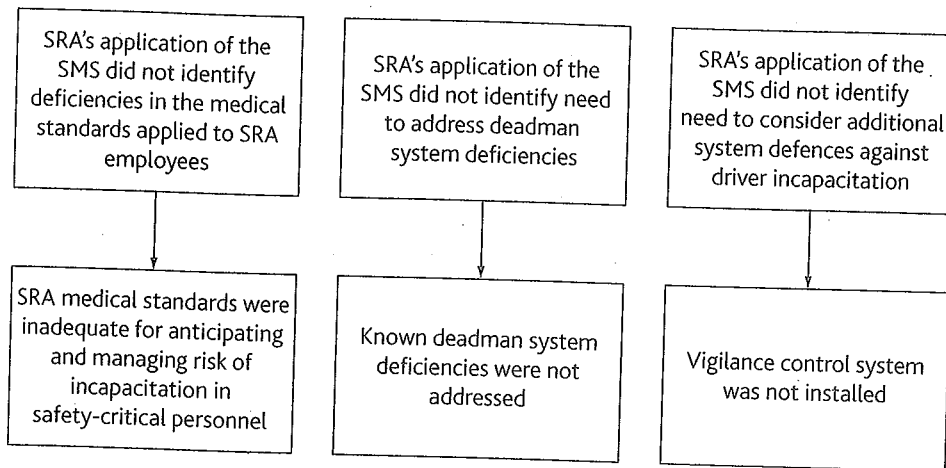 SRA's application of the
SMS did not identify
deficiencies in the medical
standards applied to SRA
employees
SRA's application of the
SMS did not identify need
to address deadman
system deficiencies
SRA's application of the
SMS did not identify
need to consider additional
system defences against
driver incapacitation
SRA medical standards were
inadequate for anticipating
and managing risk of
incapacitation in
safety-critical personnel
Known deadman system
deficiencies were not
addressed
Vigilance control system
was not installed